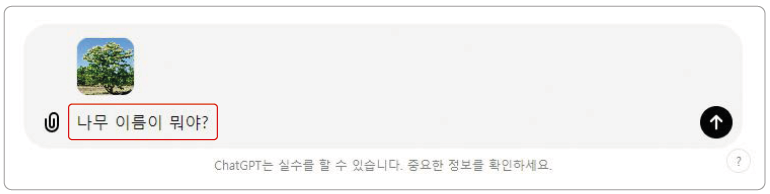 나무 이름이 뭐야?
ChatGPT는 실수를 할 수 있습니다. 중요한 정보를 확인하세요.
?